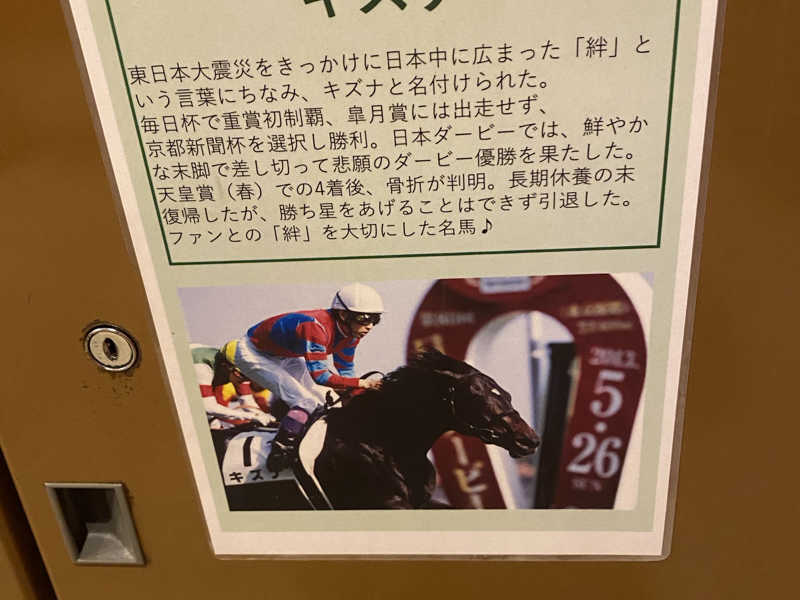 キズナ
東日本大震災をきっかけに日本中に広まった「絆」と
いう言葉にちなみ、キズナと名付けられた。
毎日杯で重賞初制覇、皐月賞には出走せず、
京都新聞杯を選択し勝利。日本ダービーでは、鮮やか
な末脚で差し切って悲願のダービー優勝を果たした。
天皇賞（春）での4着後、骨折が判明。長期休養の末
復帰したが、勝ち星をあげることはできず引退した。
ファンとの「絆」を大切にした名馬♪
2013.
5・26
SUN
ービー
1
キズナ